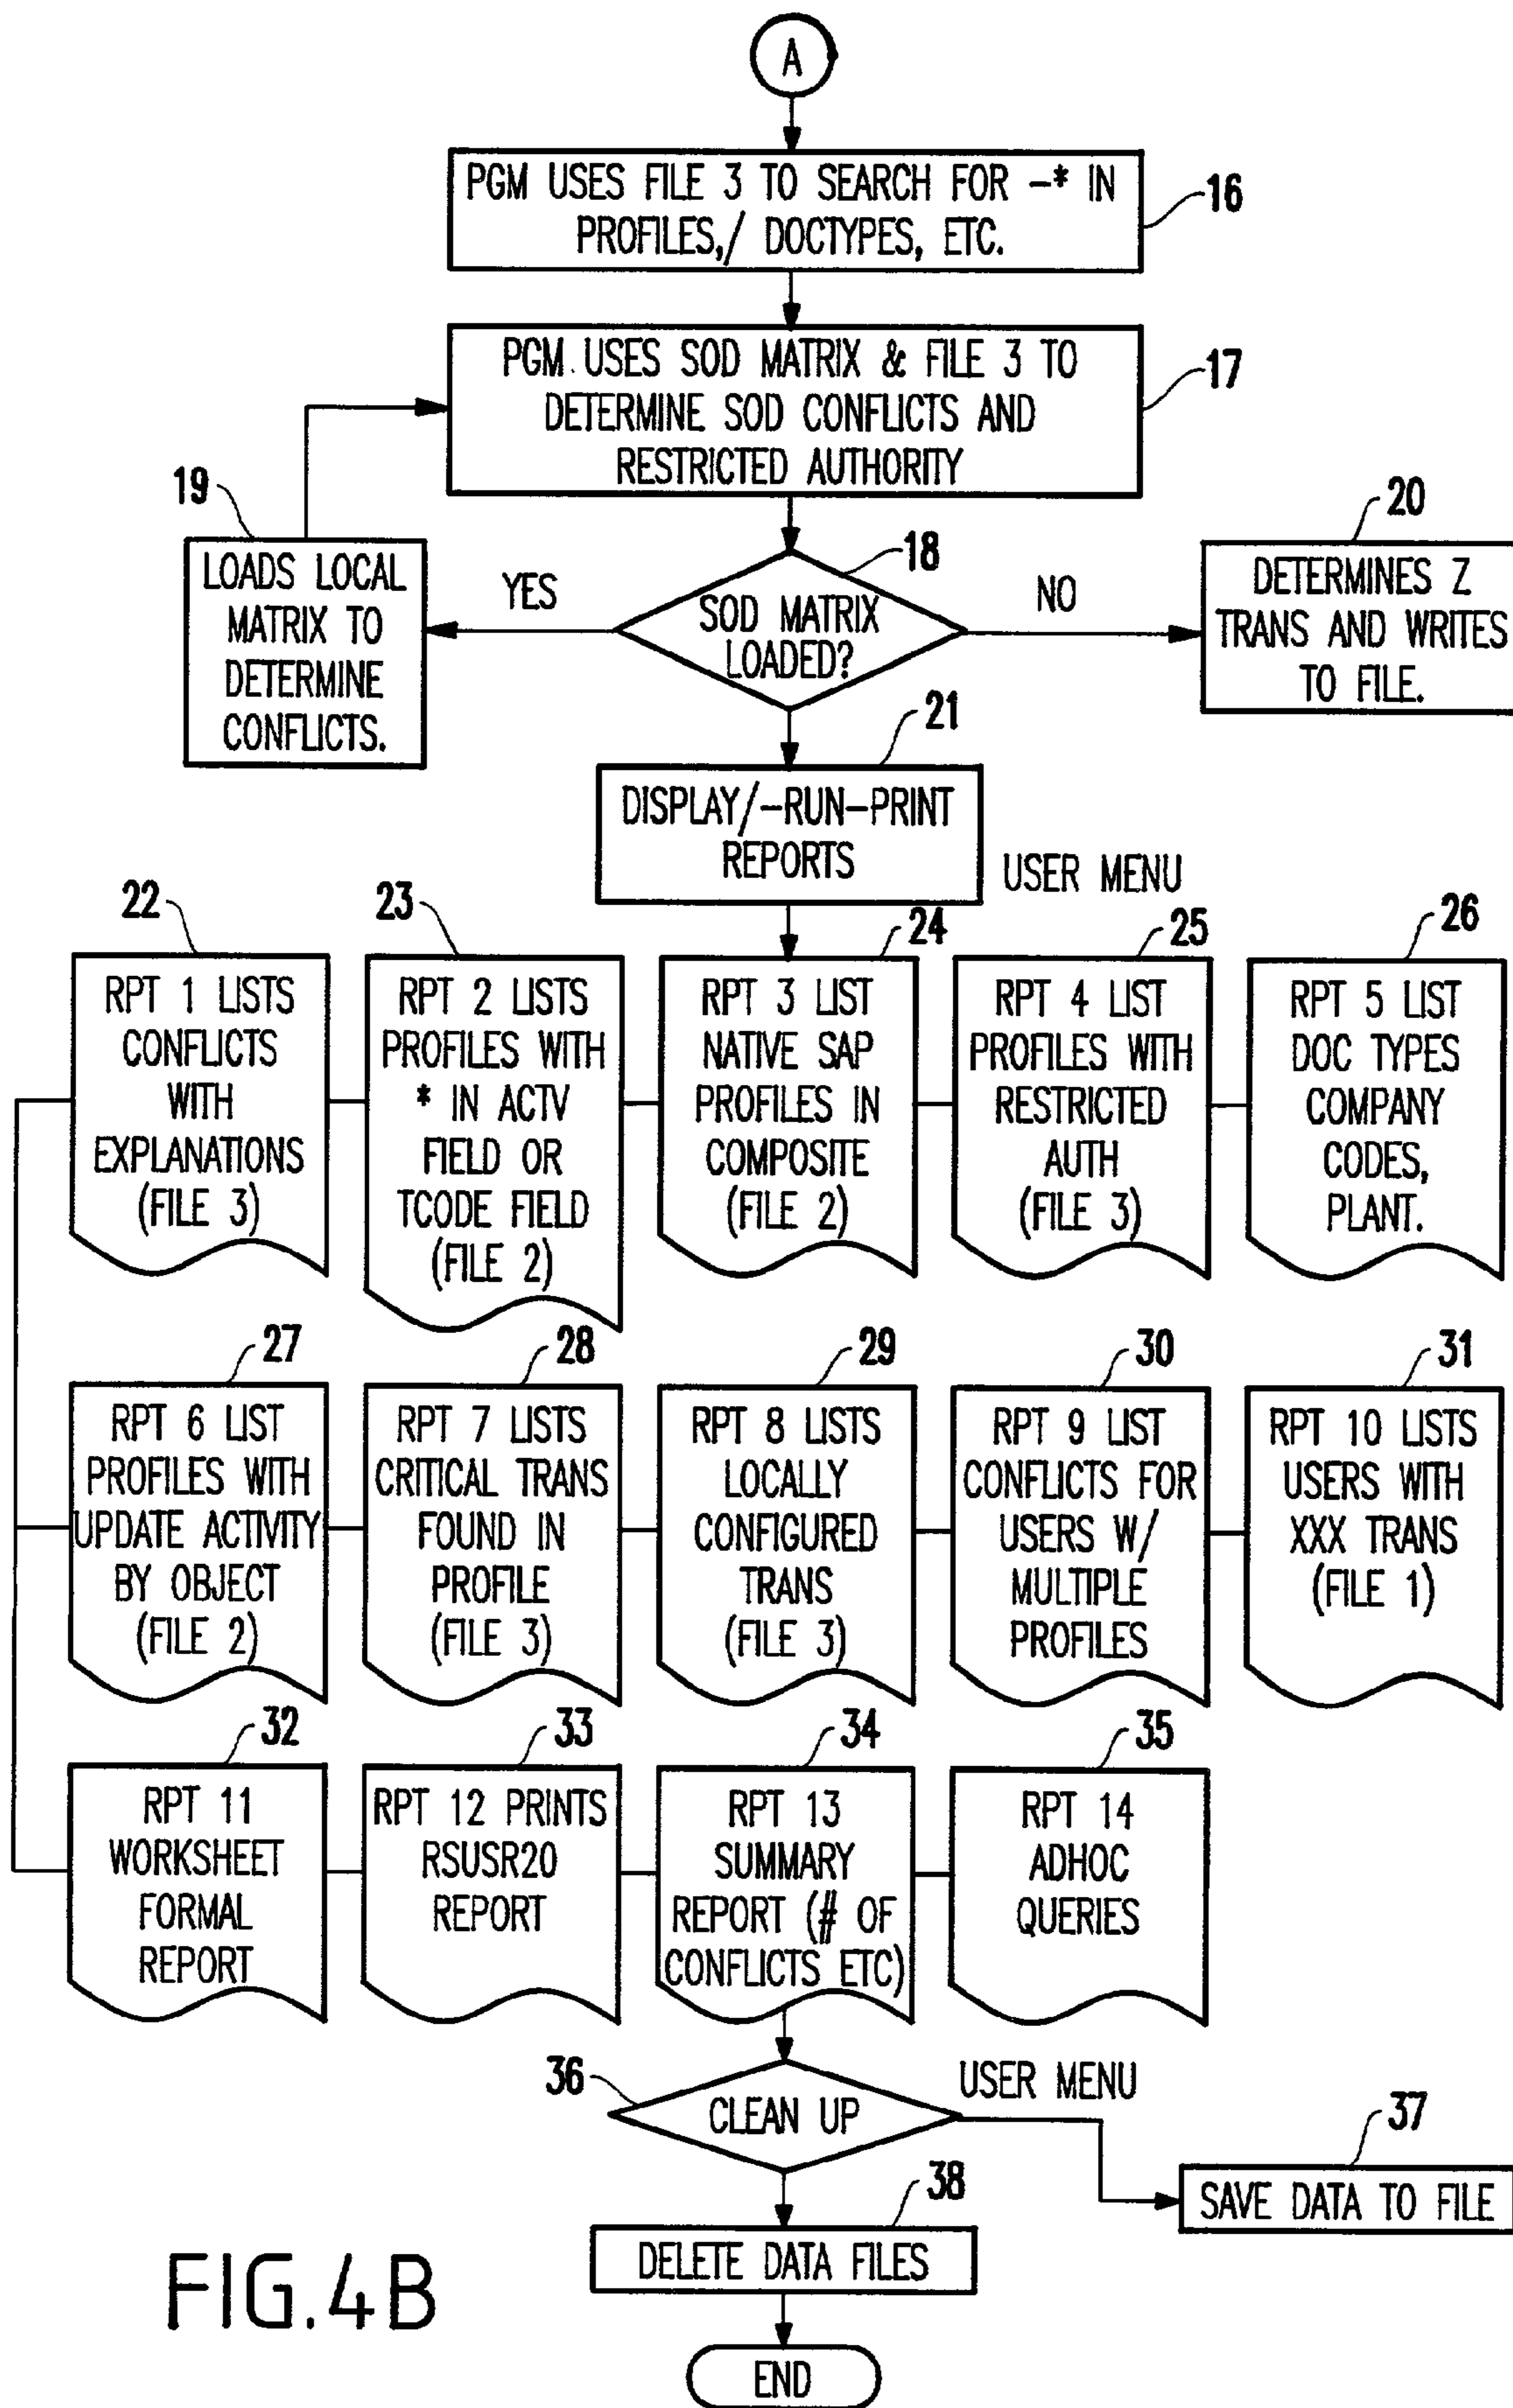 A
PGM USES FILE 3 TO SEARCH FOR -* IN
PROFILES,/ DOCTYPES, ETC.
16
PGM USES SOD MATRIX & FILE 3 TO
DETERMINE SOD CONFLICTS AND
RESTRICTED AUTHORITY
17
18
SOD MATRIX
LOADED?
YES
NO
19
LOADS LOCAL
MATRIX TO
DETERMINE
CONFLICTS.
20
DETERMINES Z
TRANS AND WRITES
TO FILE.
21
DISPLAY/-RUN-PRINT
REPORTS
USER MENU
22
RPT 1 LISTS
CONFLICTS
WITH
EXPLANATIONS
(FILE 3)
23
RPT 2 LISTS
PROFILES WITH
* IN ACTV
FIELD OR
TCODE FIELD
(FILE 2)
24
RPT 3 LIST
NATIVE SAP
PROFILES IN
COMPOSITE
(FILE 2)
25
RPT 4 LIST
PROFILES WITH
RESTRICTED
AUTH
(FILE 3)
26
RPT 5 LIST
DOC TYPES
COMPANY
CODES,
PLANT.
27
RPT 6 LIST
PROFILES WITH
UPDATE ACTIVITY
BY OBJECT
(FILE 2)
28
RPT 7 LISTS
CRITICAL TRANS
FOUND IN
PROFILE
(FILE 3)
29
RPT 8 LISTS
LOCALLY
CONFIGURED
TRANS
(FILE 3)
30
RPT 9 LIST
CONFLICTS FOR
USERS W/
MULTIPLE
PROFILES
31
RPT 10 LISTS
USERS WITH
XXX TRANS
(FILE 1)
32
RPT 11
WORKSHEET
FORMAL
REPORT
33
RPT 12 PRINTS
RSUSR20
REPORT
34
RPT 13
SUMMARY
REPORT (# OF
CONFLICTS ETC)
35
RPT 14
ADHOC
QUERIES
36
CLEAN UP
USER MENU
37
SAVE DATA TO FILE
38
DELETE DATA FILES
END
FIG.4B